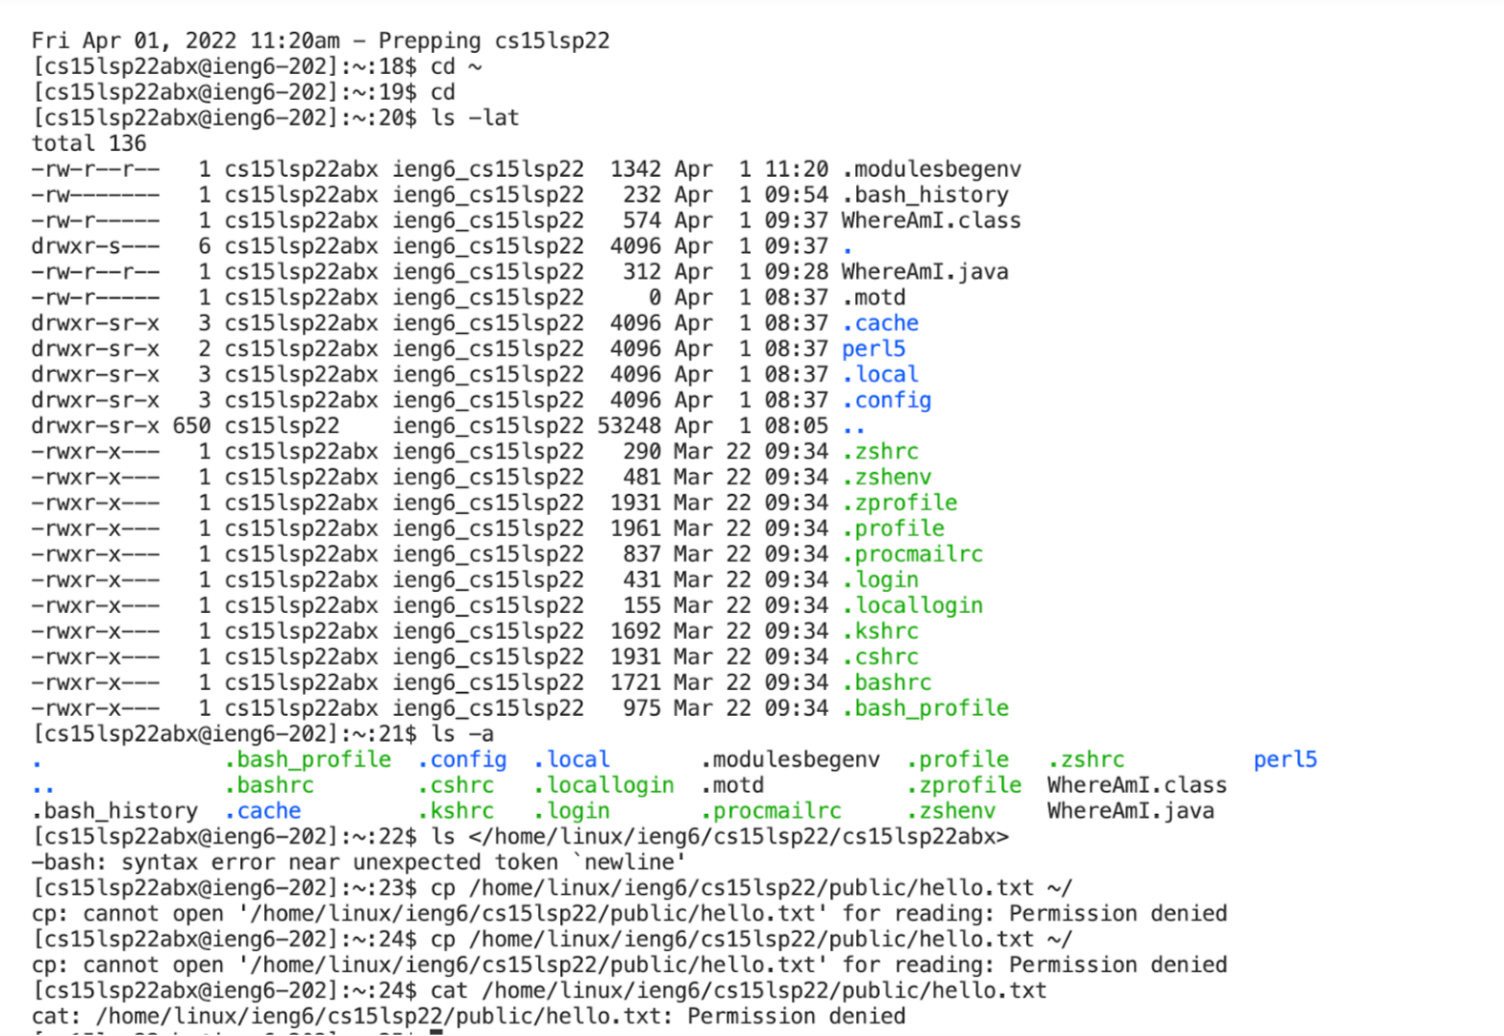 Fri Apr 01, 2022 11:20am – Prepping cs15lsp22
[cs15lsp22abx@ieng6-202]:~:18$ cd ~
[cs15lsp22abx@ieng6-202]:~:19$ cd
[cs15lsp22abx@ieng6-202]:~:20$ ls -lat
total 136
-rw-r--r-- 1 cs15lsp22abx ieng6_cs15lsp22 1342 Apr 1 11:20 .modulesbegenv
-rw------- 1 cs15lsp22abx ieng6_cs15lsp22 232 Apr 1 09:54 .bash_history
-rw-r----- 1 cs15lsp22abx ieng6_cs15lsp22 574 Apr 1 09:37 WhereAmI.class
drwxr-s--- 6 cs15lsp22abx ieng6_cs15lsp22 4096 Apr 1 09:37 .
-rw-r--r-- 1 cs15lsp22abx ieng6_cs15lsp22 312 Apr 1 09:28 WhereAmI.java
-rw-r----- 1 cs15lsp22abx ieng6_cs15lsp22 0 Apr 1 08:37 .motd
drwxr-sr-x 3 cs15lsp22abx ieng6_cs15lsp22 4096 Apr 1 08:37 .cache
drwxr-sr-x 2 cs15lsp22abx ieng6_cs15lsp22 4096 Apr 1 08:37 perl5
drwxr-sr-x 3 cs15lsp22abx ieng6_cs15lsp22 4096 Apr 1 08:37 .local
drwxr-sr-x 3 cs15lsp22abx ieng6_cs15lsp22 4096 Apr 1 08:37 .config
drwxr-sr-x 650 cs15lsp22 ieng6_cs15lsp22 53248 Apr 1 08:05 ..
-rwxr-x--- 1 cs15lsp22abx ieng6_cs15lsp22 290 Mar 22 09:34 .zshrc
-rwxr-x--- 1 cs15lsp22abx ieng6_cs15lsp22 481 Mar 22 09:34 .zshenv
-rwxr-x--- 1 cs15lsp22abx ieng6_cs15lsp22 1931 Mar 22 09:34 .zprofile
-rwxr-x--- 1 cs15lsp22abx ieng6_cs15lsp22 1961 Mar 22 09:34 .profile
-rwxr-x--- 1 cs15lsp22abx ieng6_cs15lsp22 837 Mar 22 09:34 .procmailrc
-rwxr-x--- 1 cs15lsp22abx ieng6_cs15lsp22 431 Mar 22 09:34 .login
-rwxr-x--- 1 cs15lsp22abx ieng6_cs15lsp22 155 Mar 22 09:34 .locallogin
-rwxr-x--- 1 cs15lsp22abx ieng6_cs15lsp22 1692 Mar 22 09:34 .kshrc
-rwxr-x--- 1 cs15lsp22abx ieng6_cs15lsp22 1931 Mar 22 09:34 .cshrc
-rwxr-x--- 1 cs15lsp22abx ieng6_cs15lsp22 1721 Mar 22 09:34 .bashrc
-rwxr-x--- 1 cs15lsp22abx ieng6_cs15lsp22 975 Mar 22 09:34 .bash_profile
[cs15lsp22abx@ieng6-202]:~:21$ ls -a
. .bash_profile .config .local .modulesbegenv .profile .zshrc perl5
.. .bashrc .cshrc .locallogin .motd .zprofile WhereAmI.class
.bash_history .cache .kshrc .login .procmailrc .zshenv WhereAmI.java
[cs15lsp22abx@ieng6-202]:~:22$ ls </home/linux/ieng6/cs15lsp22/cs15lsp22abx>
-bash: syntax error near unexpected token `newline'
[cs15lsp22abx@ieng6-202]:~:23$ cp /home/linux/ieng6/cs15lsp22/public/hello.txt ~/
cp: cannot open '/home/linux/ieng6/cs15lsp22/public/hello.txt' for reading: Permission denied
[cs15lsp22abx@ieng6-202]:~:24$ cp /home/linux/ieng6/cs15lsp22/public/hello.txt ~/
cp: cannot open '/home/linux/ieng6/cs15lsp22/public/hello.txt' for reading: Permission denied
[cs15lsp22abx@ieng6-202]:~:24$ cat /home/linux/ieng6/cs15lsp22/public/hello.txt
cat: /home/linux/ieng6/cs15lsp22/public/hello.txt: Permission denied